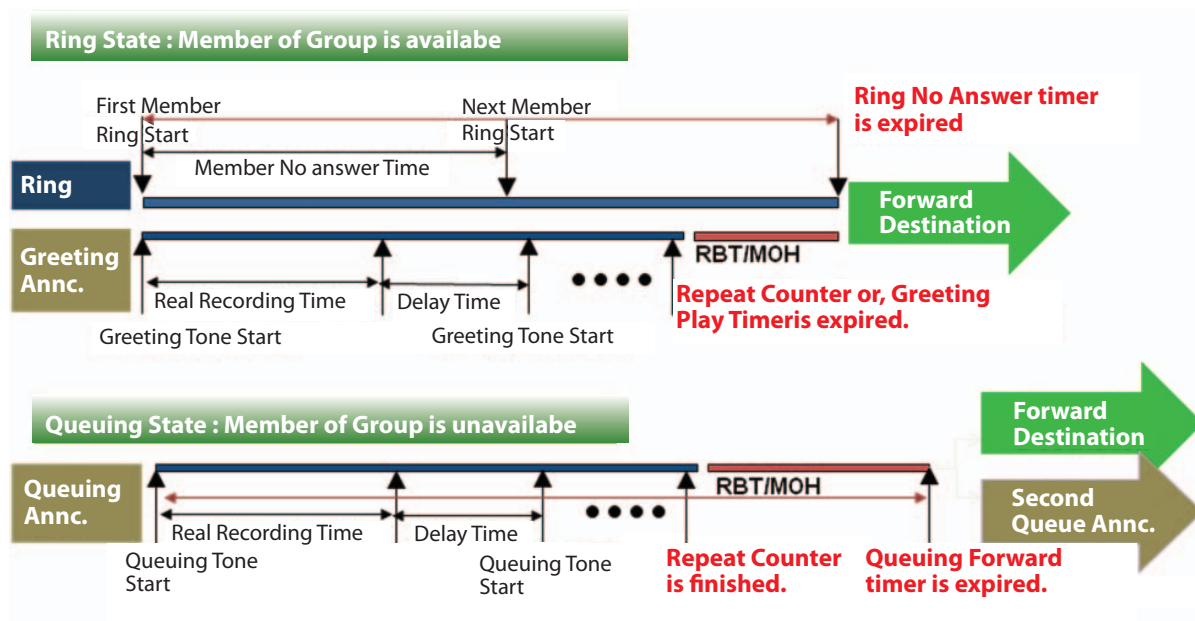 Ring State : Member of Group is availabe
First Member
Ring Start
Next Member
Ring Start
Ring No Answer timer
is expired
Member No answer Time
Ring
Forward
Destination
Greeting
Annc.
RBT/MOH
Real Recording Time
Delay Time
Repeat Counter or, Greeting
Play Timeris expired.
Greeting Tone Start
Greeting Tone Start
Queuing State : Member of Group is unavailabe
Forward
Destination
Queuing
Annc.
RBT/MOH
Second
Queue Annc.
Real Recording Time
Delay Time
Queuing Tone
Start
Queuing Tone
Start
Repeat Counter
is finished.
Queuing Forward
timer is expired.